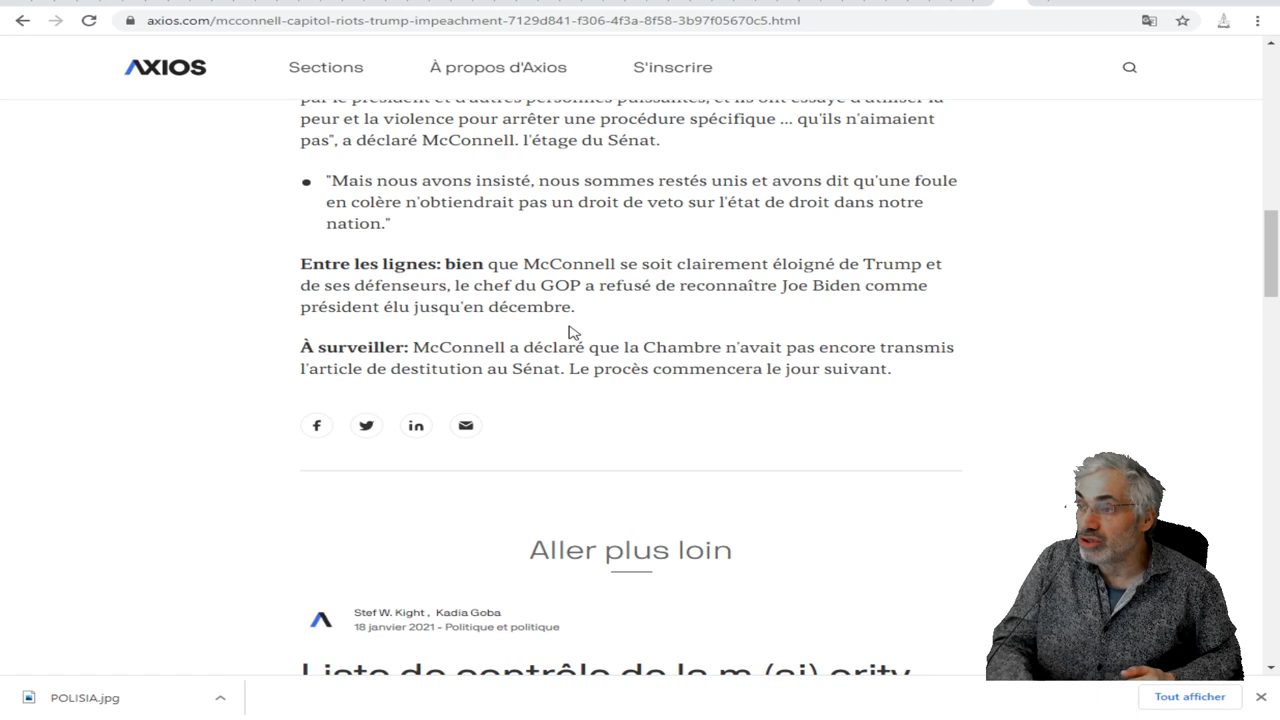 axios.com/mcconnell-capitol-riots-trump-impeachment-7129d841-f306-4f3a-8f58-3b97f05670c5.html
AXIOS
Sections
À propos d'Axios
S'inscrire
par le président et d'autres personnes puissantes, et ils ont essayé d'utiliser la
peur et la violence pour arrêter une procédure spécifique ... qu'ils n'aimaient
pas", a déclaré McConnell. l'étage du Sénat.
"Mais nous avons insisté, nous sommes restés unis et avons dit qu'une foule
en colère n'obtiendrait pas un droit de veto sur l'état de droit dans notre
nation."
Entre les lignes: bien que McConnell se soit clairement éloigné de Trump et
de ses défenseurs, le chef du GOP a refusé de reconnaître Joe Biden comme
président élu jusqu'en décembre.
À surveiller: McConnell a déclaré que la Chambre n'avait pas encore transmis
l'article de destitution au Sénat. Le procès commencera le jour suivant.
Aller plus loin
Stef W. Kight , Kadia Goba
18 janvier 2021 - Politique et politique
Liste de contrôle de la m (aj) ority
POLISIA.jpg
Tout afficher